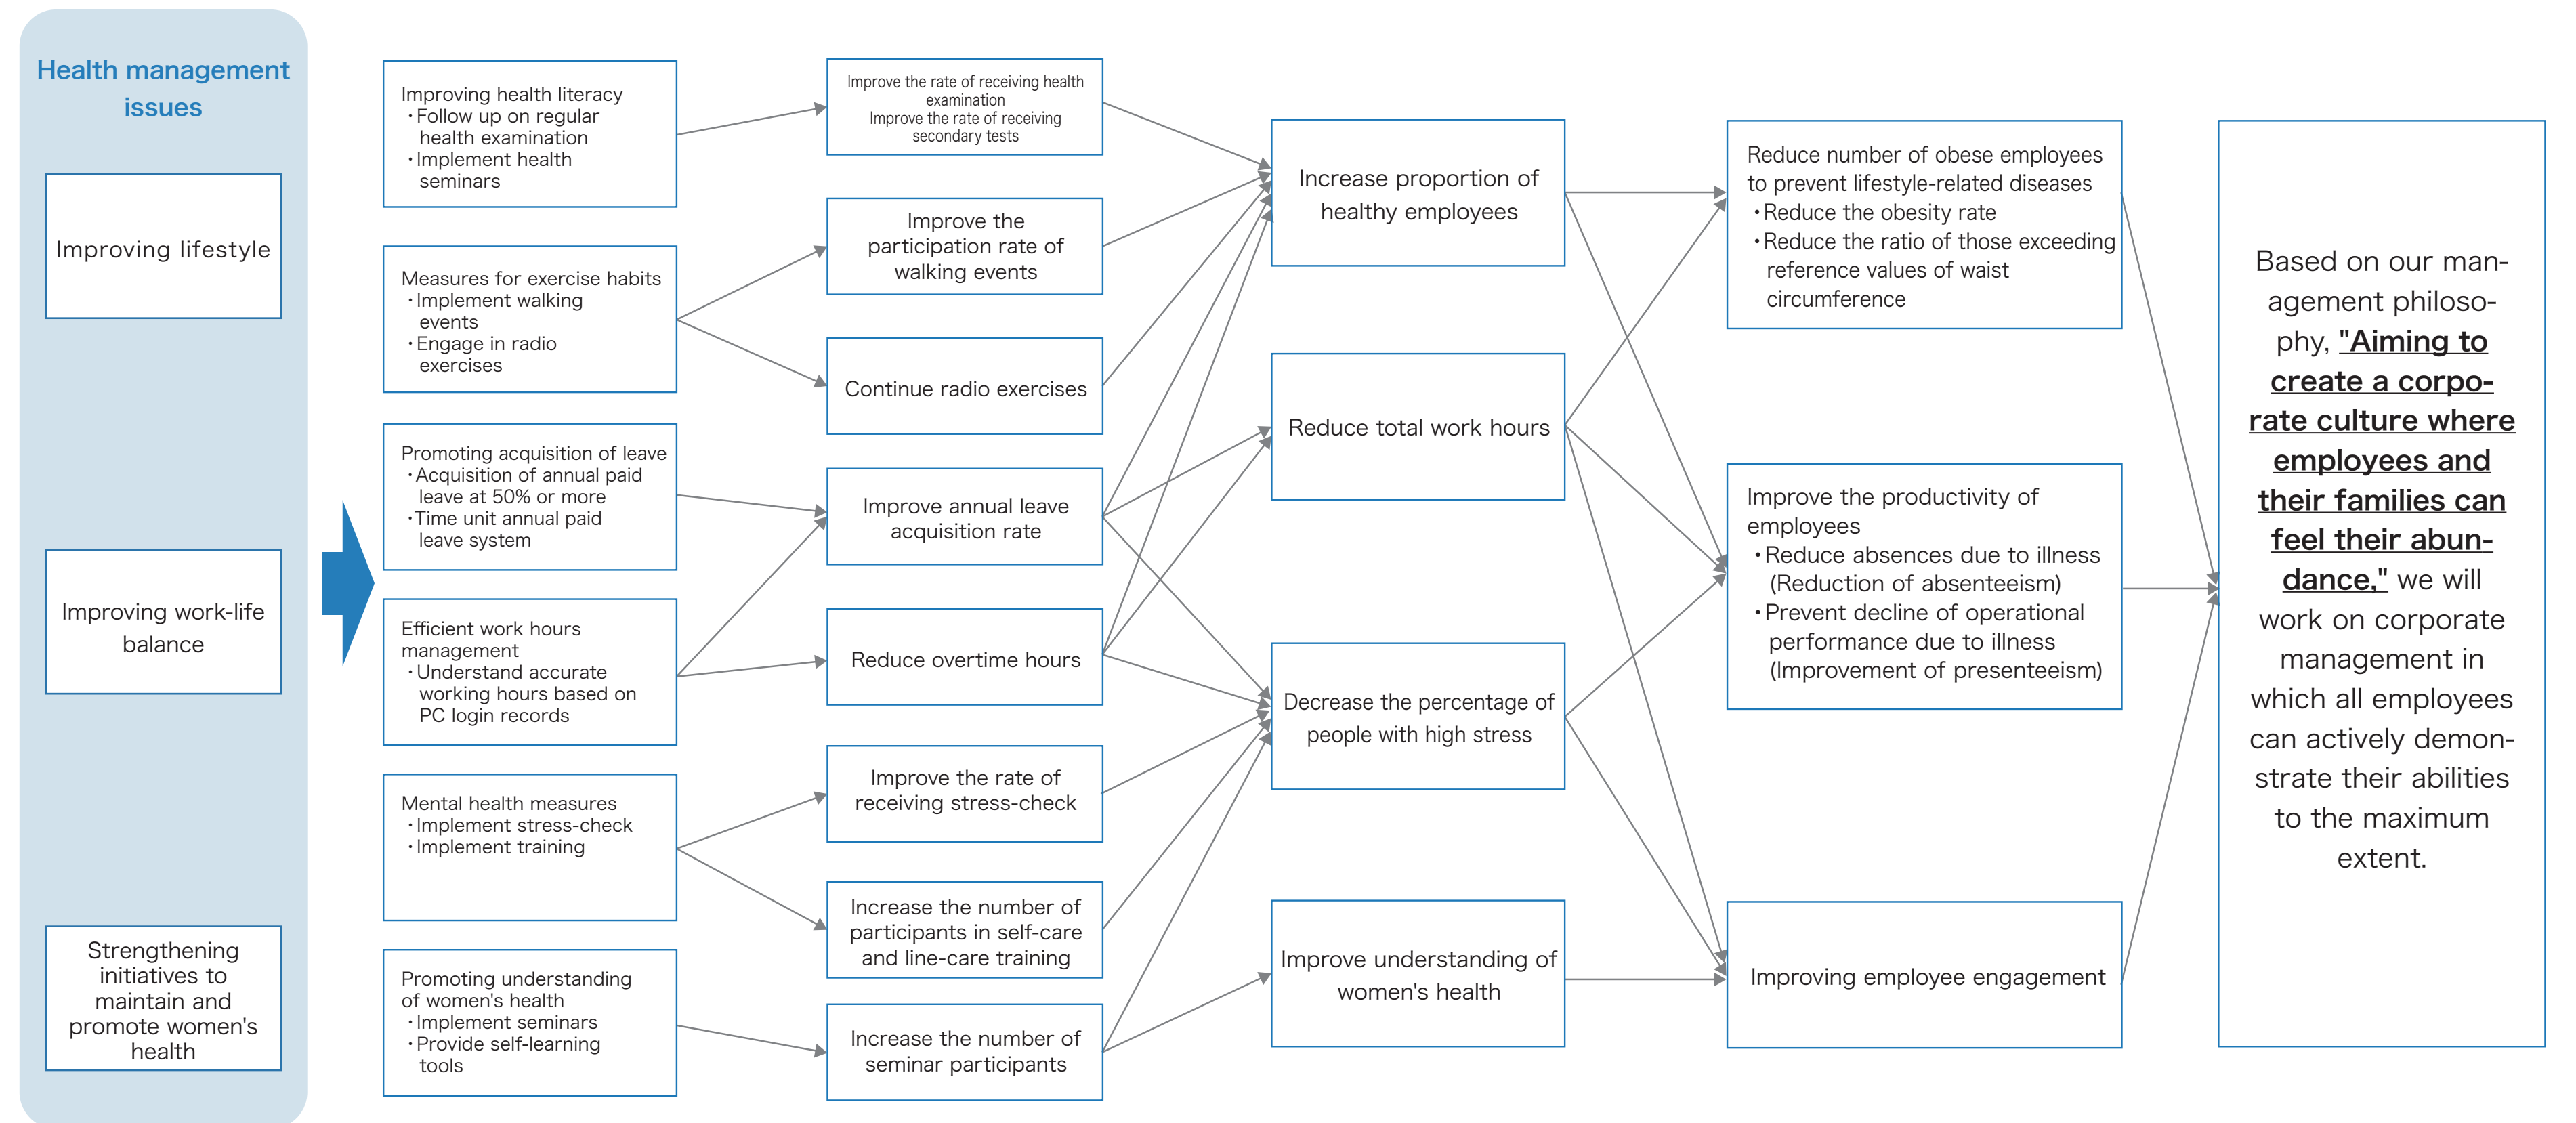 Health management
issues
Improving lifestyle
Improving work-life
balance
Strengthening
initiatives to
maintain and
promote women's
health
Improving health literacy
・Follow up on regular
health examination
・Implement health
seminars
Measures for exercise habits
・Implement walking
events
・Engage in radio
exercises
Promoting acquisition of leave
・Acquisition of annual paid
leave at 50% or more
・Time unit annual paid
leave system
Efficient work hours
management
・Understand accurate
working hours based on
PC login records
Mental health measures
・Implement stress-check
・Implement training
Promoting understanding
of women's health
・Implement seminars
・Provide self-learning
tools
Improve the rate of receiving health
examination
Improve the rate of receiving
secondary tests
Improve the
participation rate of
walking events
Continue radio exercises
Improve annual leave
acquisition rate
Reduce overtime hours
Improve the rate of
receiving stress-check
Increase the number of
participants in self-care
and line-care training
Increase the number of
seminar participants
Increase proportion of
healthy employees
Reduce total work hours
Decrease the percentage of
people with high stress
Improve understanding of
women's health
Reduce number of obese employees
to prevent lifestyle-related diseases
・Reduce the obesity rate
・Reduce the ratio of those exceeding
reference values of waist
circumference
Improve the productivity of
employees
・Reduce absences due to illness
(Reduction of absenteeism)
・Prevent decline of operational
performance due to illness
(Improvement of presenteeism)
Improving employee engagement
Based on our man-
agement philoso-
phy, "Aiming to
create a corpo-
rate culture where
employees and
their families can
feel their abun-
dance," we will
work on corporate
management in
which all employees
can actively demon-
strate their abilities
to the maximum
extent.